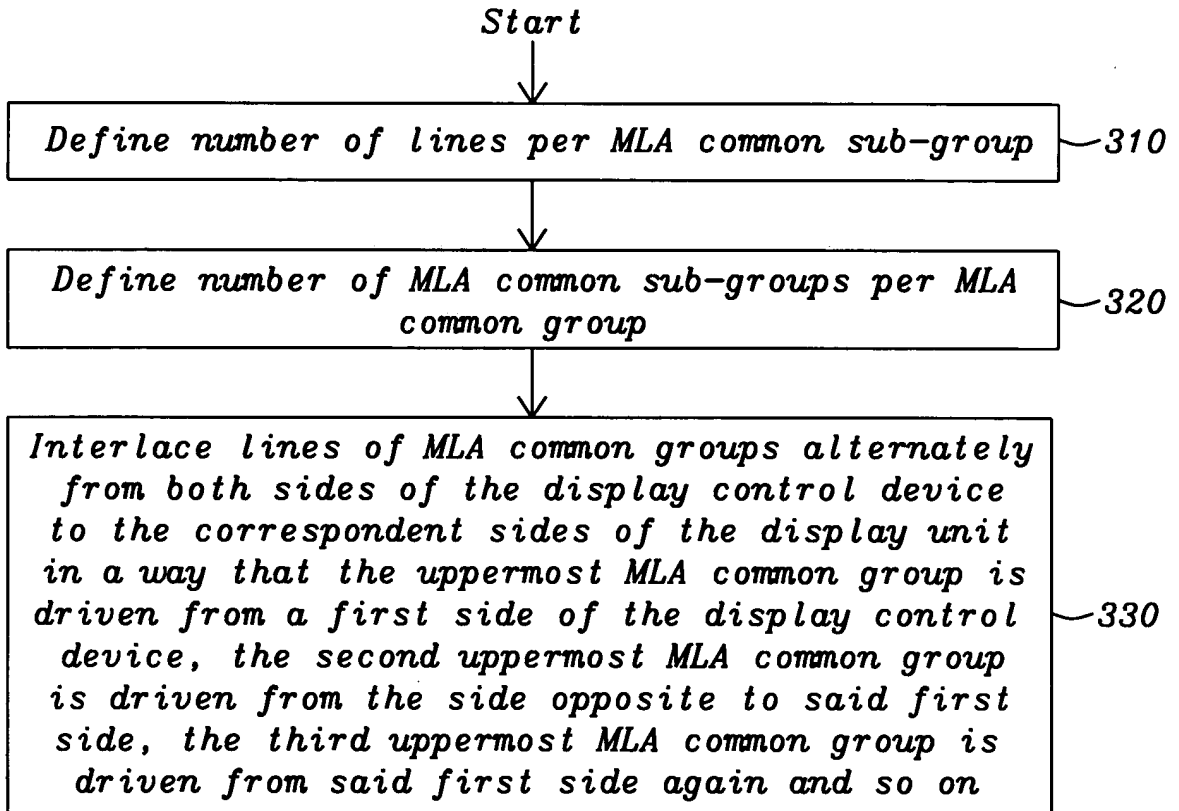 Start
Define number of lines per MLA common sub-group
310
Define number of MLA common sub-groups per MLA
common group
320
Interlace lines of MLA common groups alternately
from both sides of the display control device
to the correspondent sides of the display unit
in a way that the uppermost MLA common group is
driven from a first side of the display control
330
device, the second uppermost MLA common group
is driven from the side opposite to said first
side, the third uppermost MLA common group is
driven from said first side again and so on